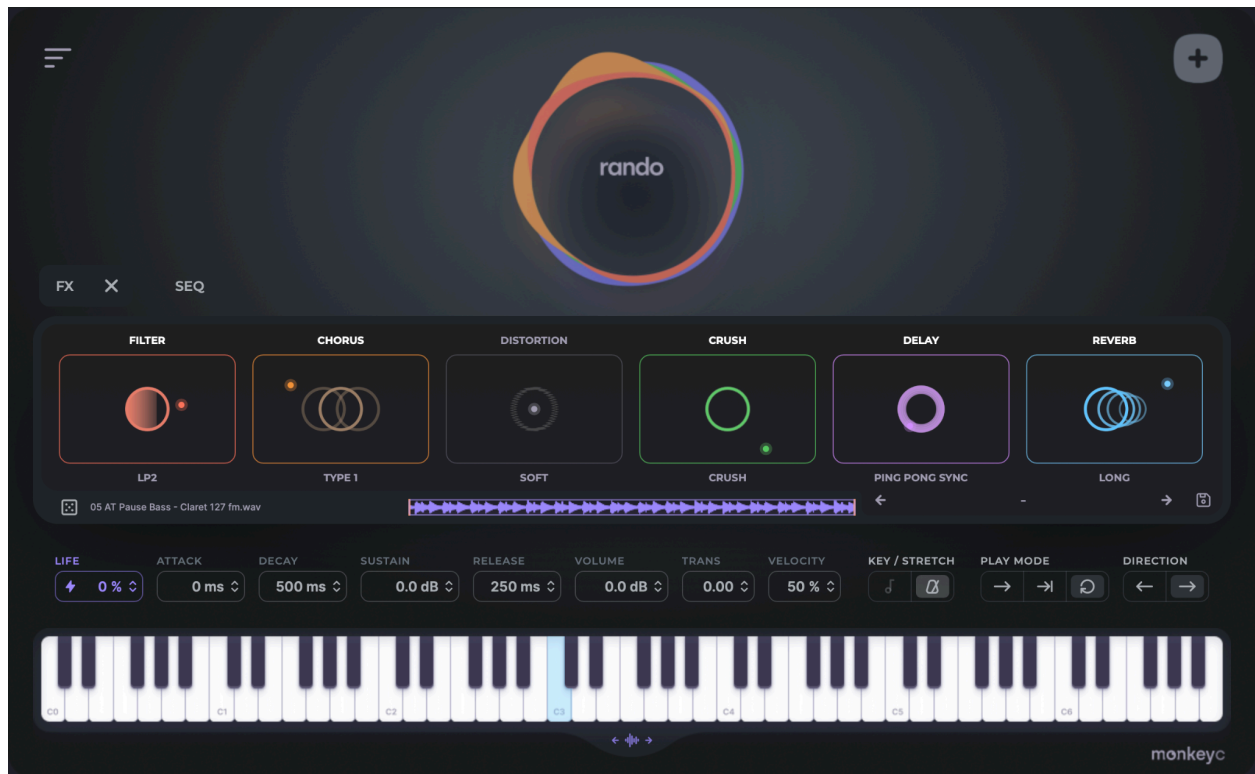 rando
FX
SEQ
FILTER CHORUS DISTORTION CRUSH DELAY REVERB
LP2 TYPE 1 SOFT CRUSH PING PONG SYNC LONG
05 AT Pause Bass - Claret 127 fm.wav -
LIFE ATTACK DECAY SUSTAIN RELEASE VOLUME TRANS VELOCITY KEY / STRETCH PLAY MODE DIRECTION
0 % 0 ms 500 ms 0.0 dB 250 ms 0.0 dB 0.00 50 %
C0 C1 C2 C3 C4 C5 C6
monkeyc